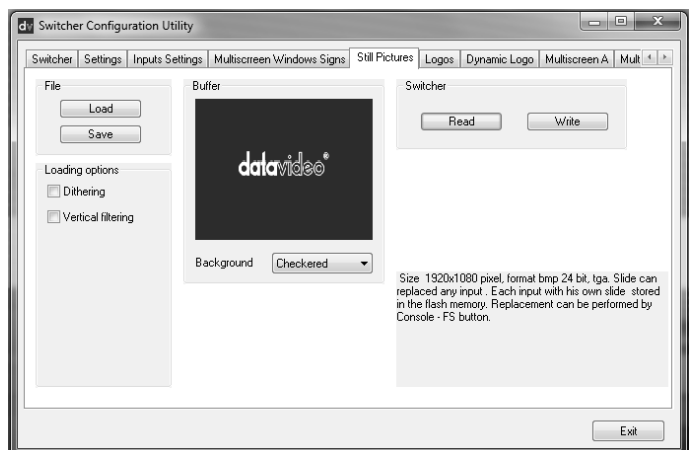 dv Switcher Configuration Utility
Switcher Settings Inputs Settings Multiscrreen Windows Signs Still Pictures Logos Dynamic Logo Multiscreen A Mult
File
Load
Save
Loading options
Dithering
Vertical filtering
Buffer
datavideo®
Background Checkered
Switcher
Read Write
Size 1920x1080 pixel, format bmp 24 bit, tga. Slide can
replaced any input . Each input with his own slide stored
in the flash memory. Replacement can be performed by
Console - FS button.
Exit